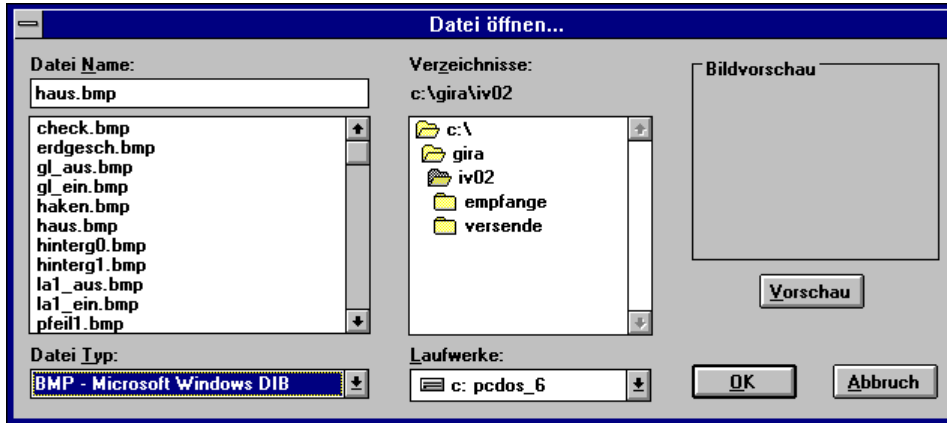 Datei öffnen...
Datei Name:
haus.bmp
check.bmp
erdgesch.bmp
gl_aus.bmp
gl_ein.bmp
haken.bmp
haus.bmp
hinterg0.bmp
hinterg1.bmp
la1_aus.bmp
la1_ein.bmp
pfeil1.bmp
Datei Typ:
BMP - Microsoft Windows DIB
Verzeichnisse:
c:\gira\iv02
c:\
gira
iv02
empfange
versende
Laufwerke:
c: pcdos_6
Bildvorschau
Vorschau
OK
Abbruch